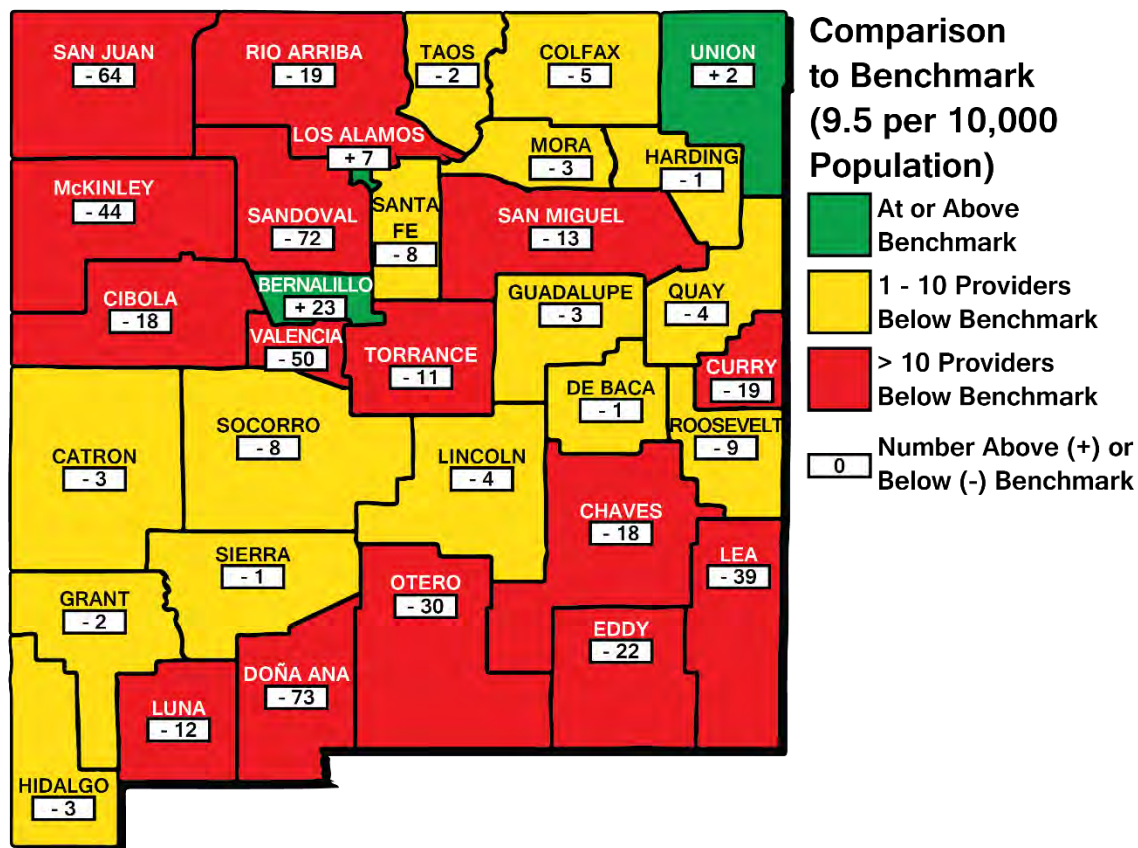 Comparison
to Benchmark
(9.5 per 10,000
Population)
At or Above
Benchmark
1 - 10 Providers
Below Benchmark
> 10 Providers
Below Benchmark
0
Number Above (+) or
Below (-) Benchmark
SAN JUAN
- 64
RIO ARRIBA
- 19
TAOS
- 2
COLFAX
- 5
UNION
+ 2
LOS ALAMOS
+ 7
MORA
- 3
HARDING
- 1
McKINLEY
- 44
SANDOVAL
- 72
SANTA
FE
- 8
SAN MIGUEL
- 13
CIBOLA
- 18
BERNALILLO
+ 23
GUADALUPE
- 3
QUAY
- 4
VALENCIA
- 50
TORRANCE
- 11
CURRY
- 19
DE BACA
- 1
ROOSEVELT
- 9
CATRON
- 3
SOCORRO
- 8
LINCOLN
- 4
CHAVES
- 18
LEA
- 39
SIERRA
- 1
OTERO
- 30
GRANT
- 2
EDDY
- 22
DOÑA ANA
- 73
LUNA
- 12
HIDALGO
- 3